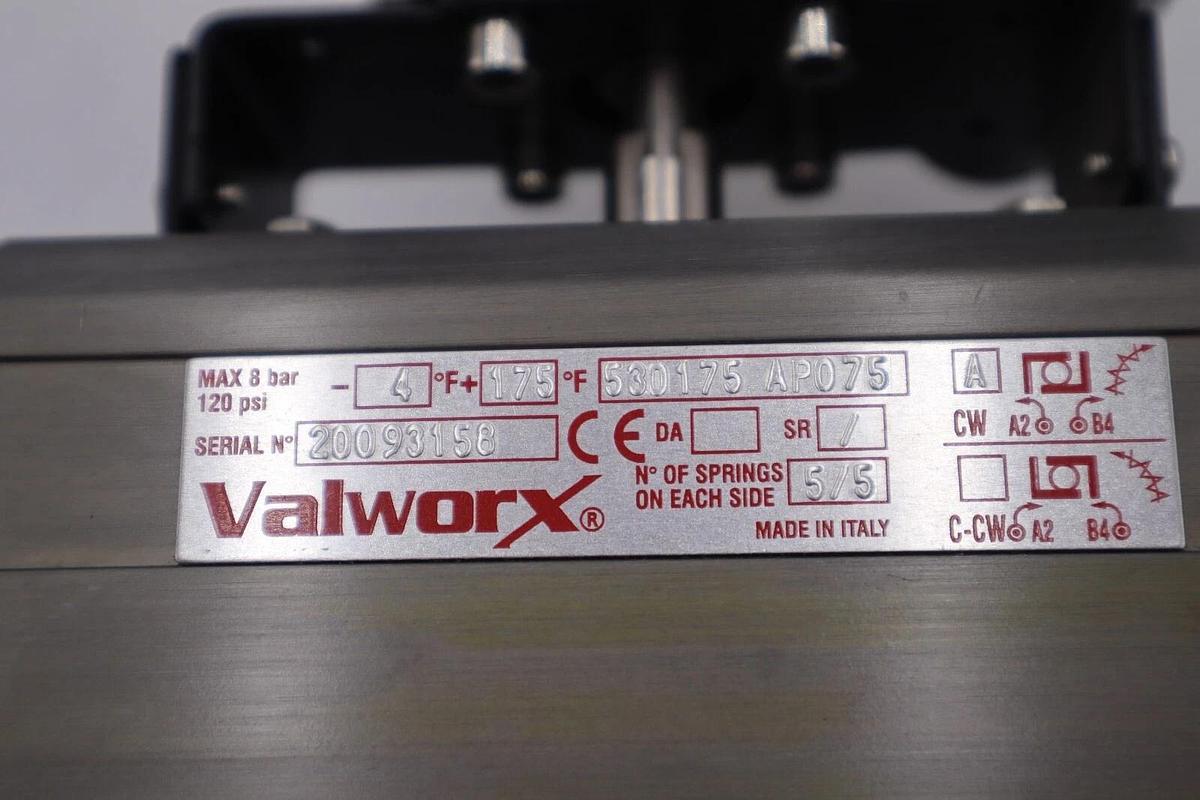 MAX 8 bar - 4 °F+ 175 °F 530175 AP075 A
120 psi
SERIAL N° 20093158 CE DA SR / CW A2 B4
N° OF SPRINGS
ON EACH SIDE 5/5
Valworx® MADE IN ITALY C-CW A2 B4